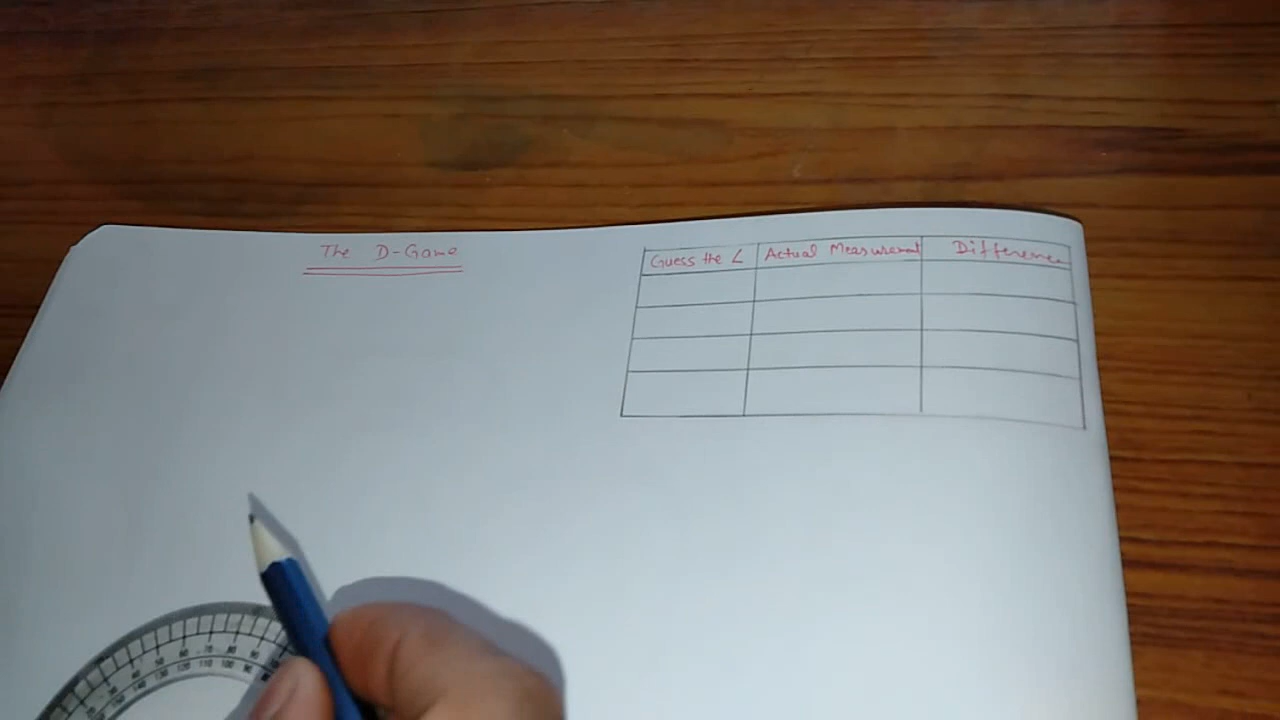 The D-Game
Guess the ∠ Actual Measurement Difference